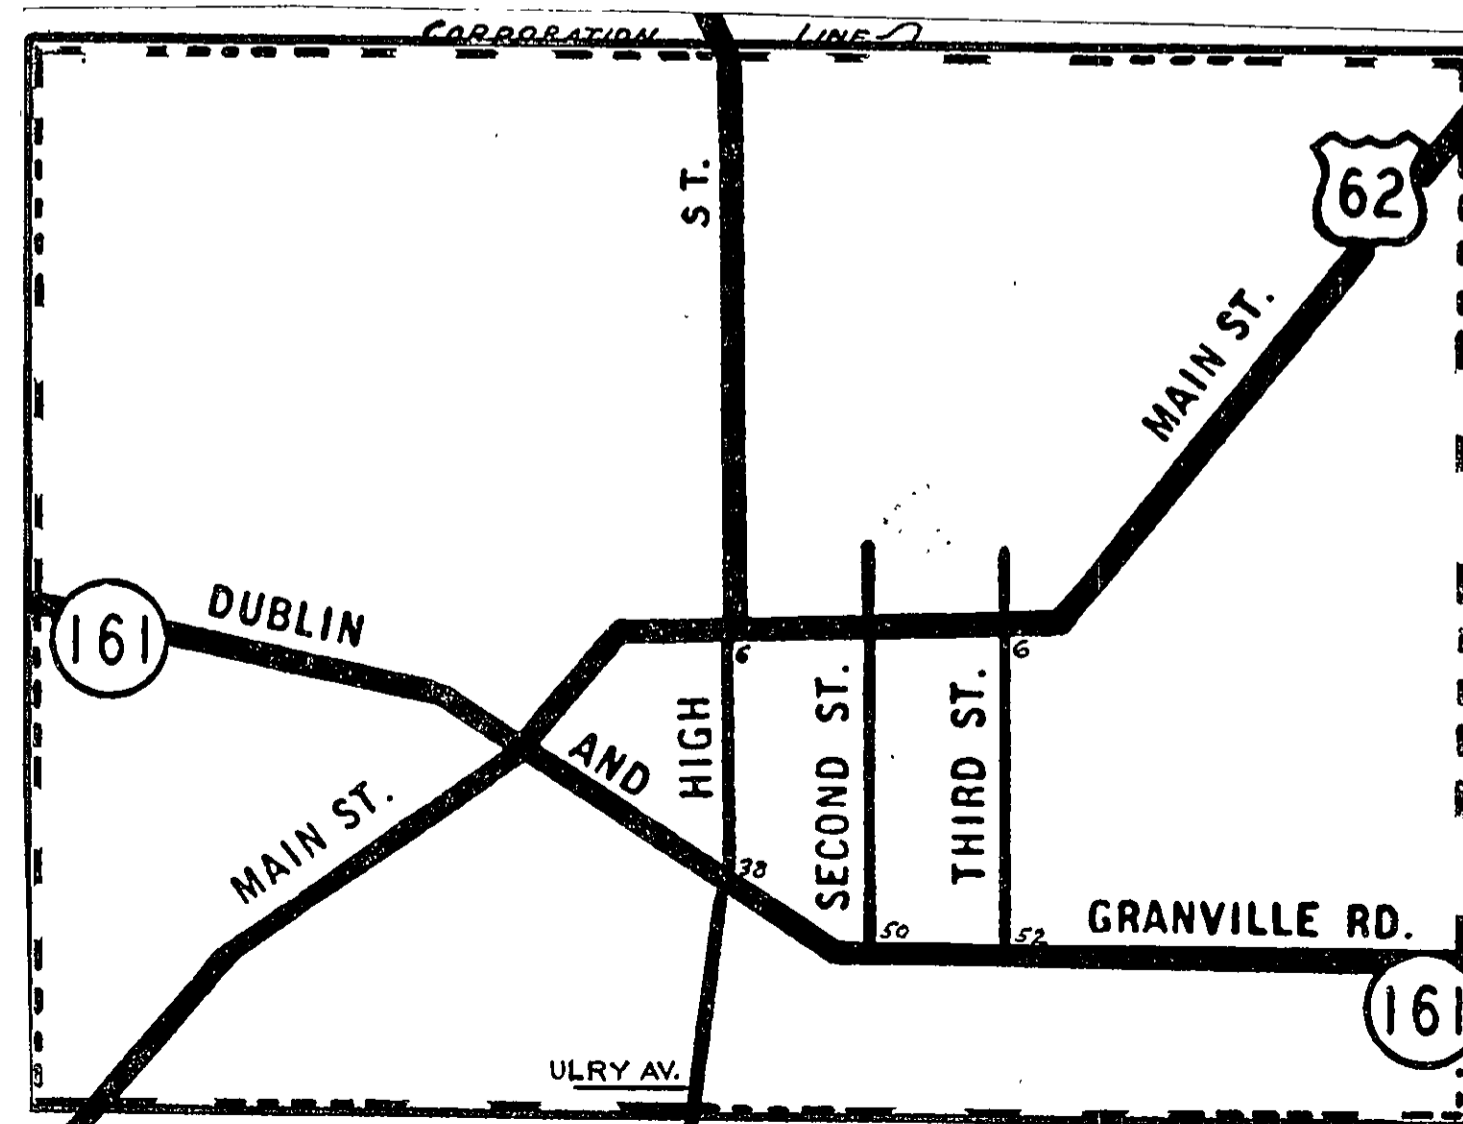 CORPORATION LINE
ST.
62
MAIN ST.
161
DUBLIN
6
6
HIGH
SECOND ST.
THIRD ST.
AND
MAIN ST.
38
50
52
GRANVILLE RD.
161
ULRY AV.